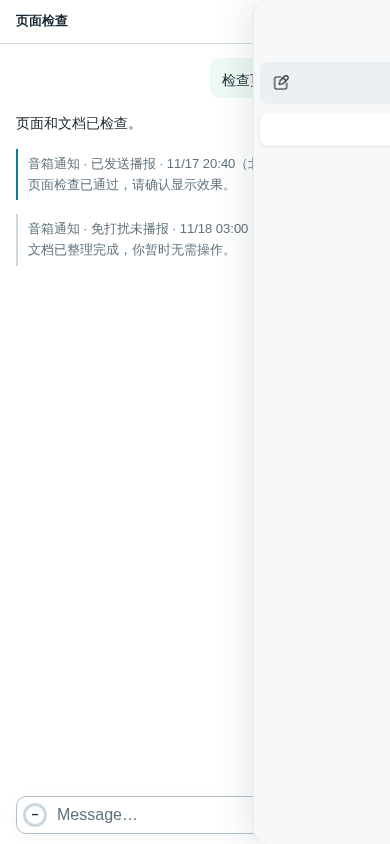 页面检查
检查
页面和文档已检查。
音箱通知 · 已发送播报 · 11/17 20:40（
页面检查已通过，请确认显示效果。
音箱通知 · 免打扰未播报 · 11/18 03:00
文档已整理完成，你暂时无需操作。
Message…